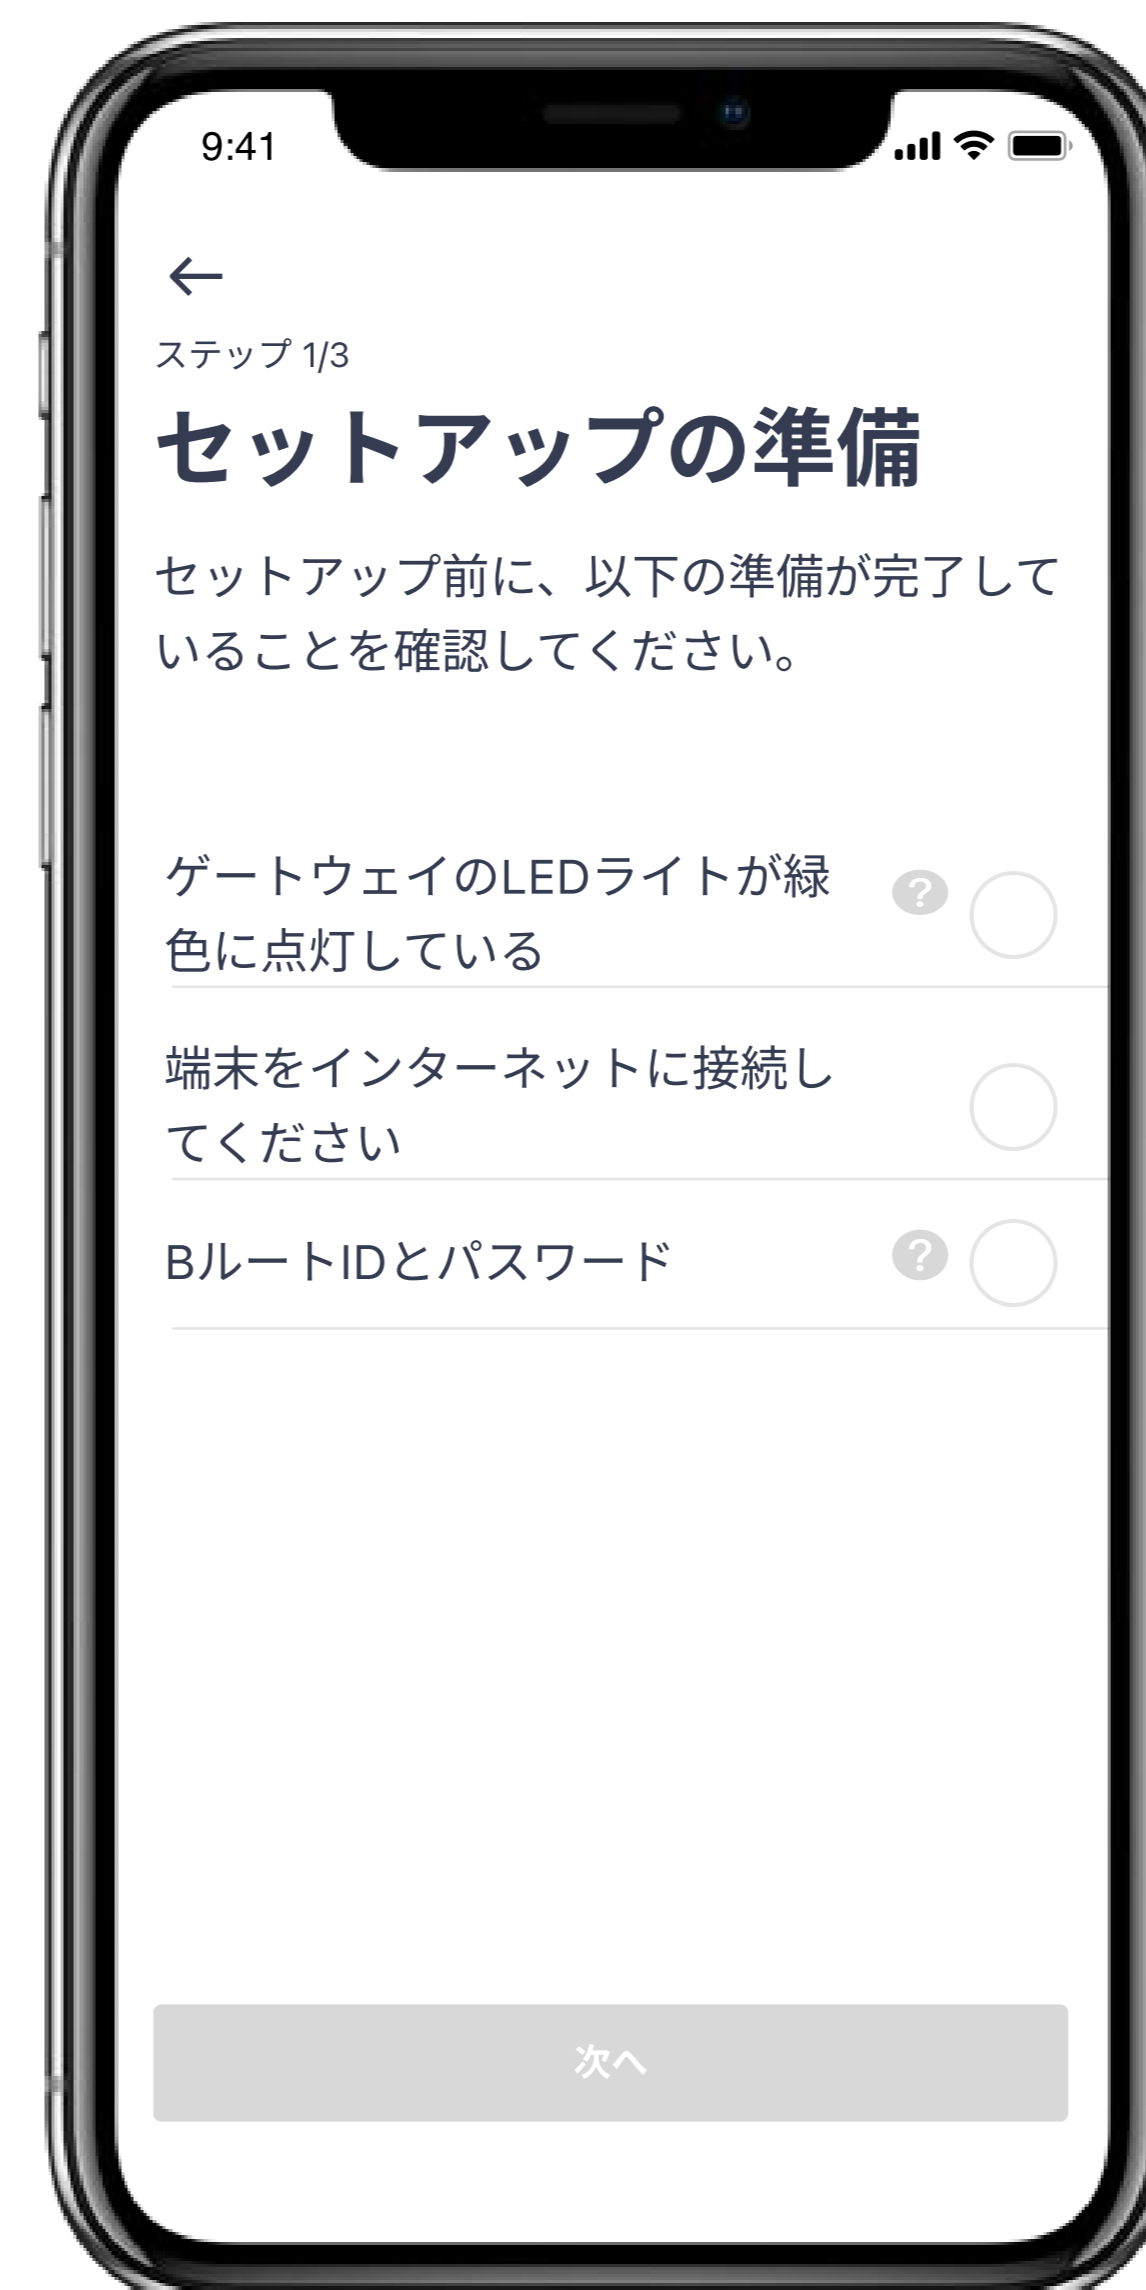 9:41
ステップ 1/3
セットアップの準備
セットアップ前に、以下の準備が完了して
いることを確認してください。
ゲートウェイのLEDライトが緑
色に点灯している
?
端末をインターネットに接続し
てください
BルートIDとパスワード
?
次へ